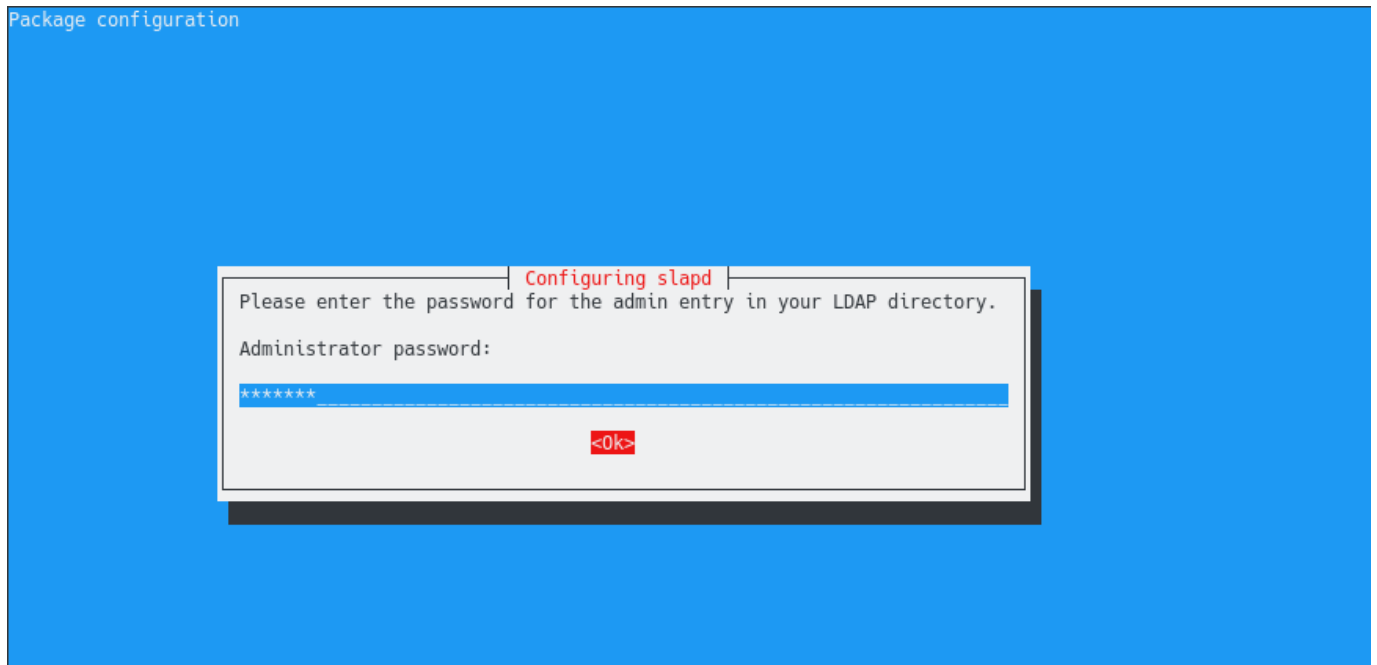 Package configuration
Configuring slapd
Please enter the password for the admin entry in your LDAP directory.
Administrator password:
*******_______________________________________________________________
<Ok>